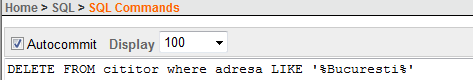 Home > SQL > SQL Commands
Autocommit Display 100
DELETE FROM cititor where adresa LIKE '%Bucuresti%'